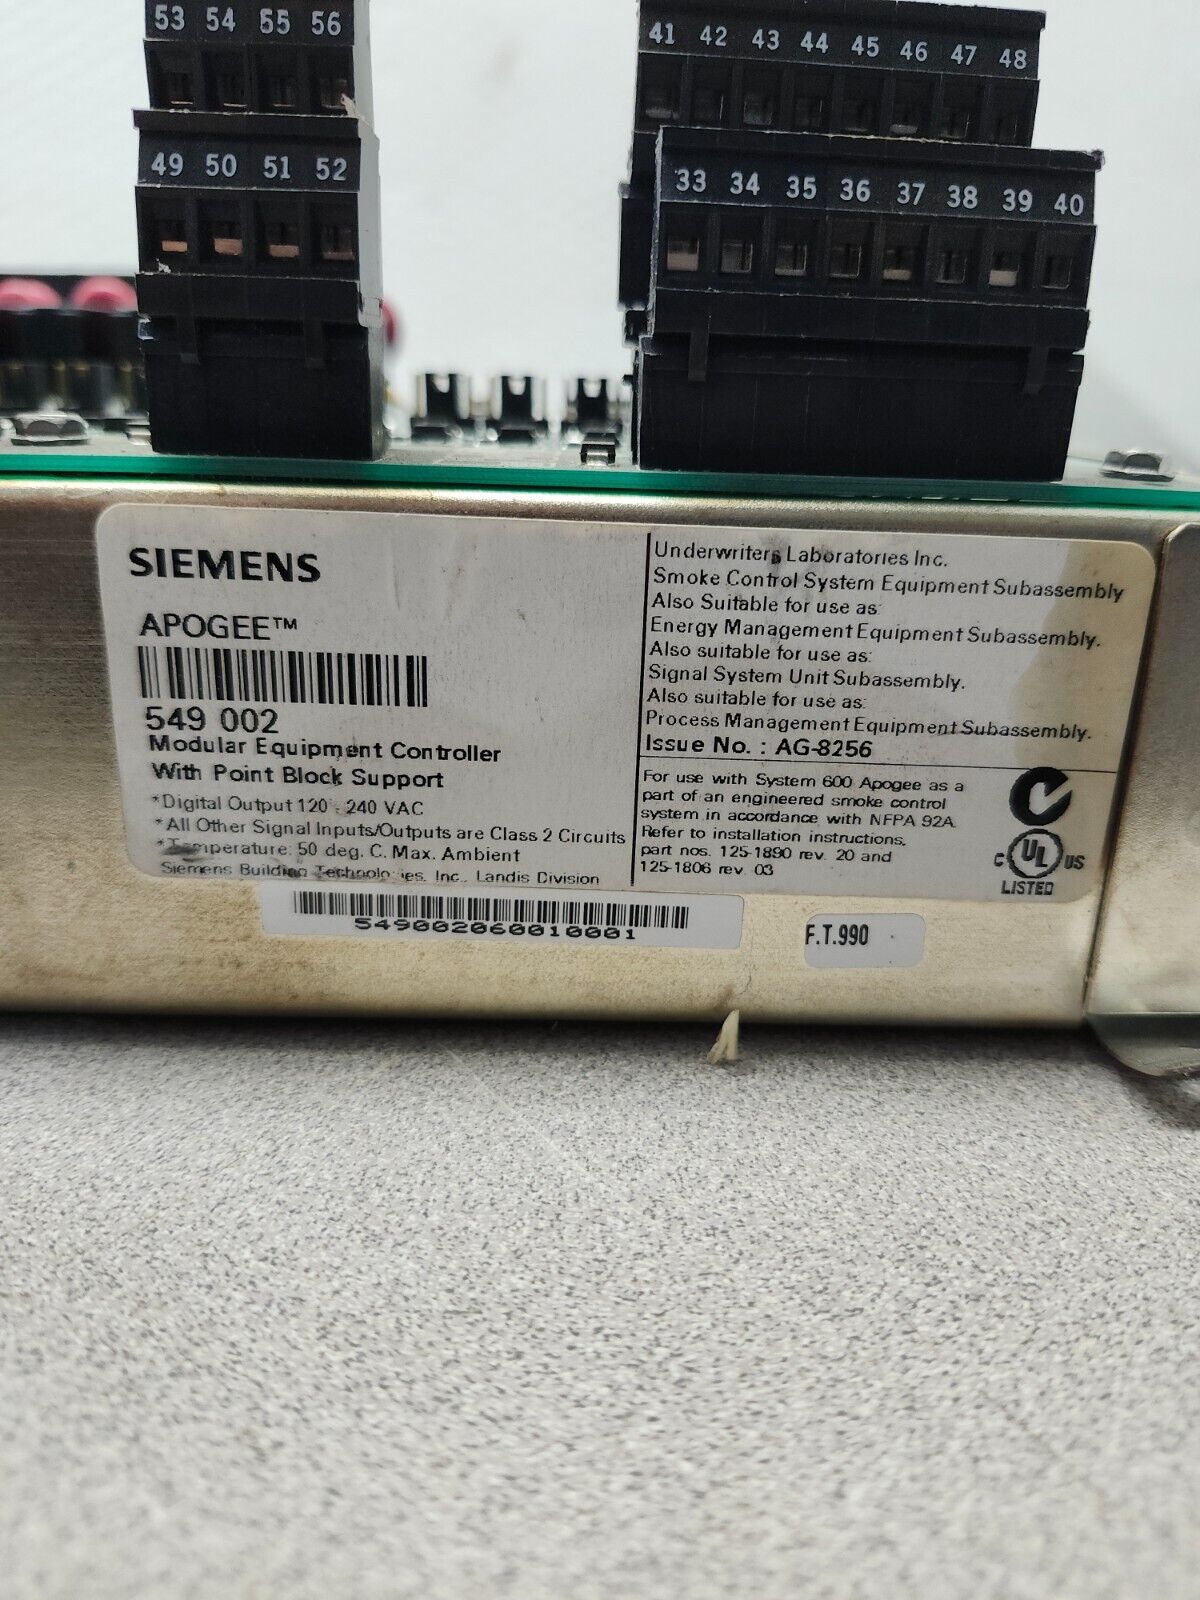 53 54 55 56
41 42 43 44 45 46 47 48
49 50 51 52
33 34 35 36 37 38 39 40
SIEMENS
APOGEE™
549 002
Modular Equipment Controller
With Point Block Support
*Digital Output 120 - 240 VAC
*All Other Signal Inputs/Outputs are Class 2 Circuits
*Temperature: 50 deg. C. Max. Ambient
Siemens Building Technologies, Inc., Landis Division
Underwriters Laboratories Inc.
Smoke Control System Equipment Subassembly
Also Suitable for use as:
Energy Management Equipment Subassembly.
Also suitable for use as:
Signal System Unit Subassembly.
Also suitable for use as:
Process Management Equipment Subassembly.
Issue No. : AG-8256
For use with System 600 Apogee as a
part of an engineered smoke control
system in accordance with NFPA 92A.
Refer to installation instructions,
part nos. 125-1890 rev. 20 and
125-1806 rev. 03
C UL US
LISTED
549002060010001
F.T.990